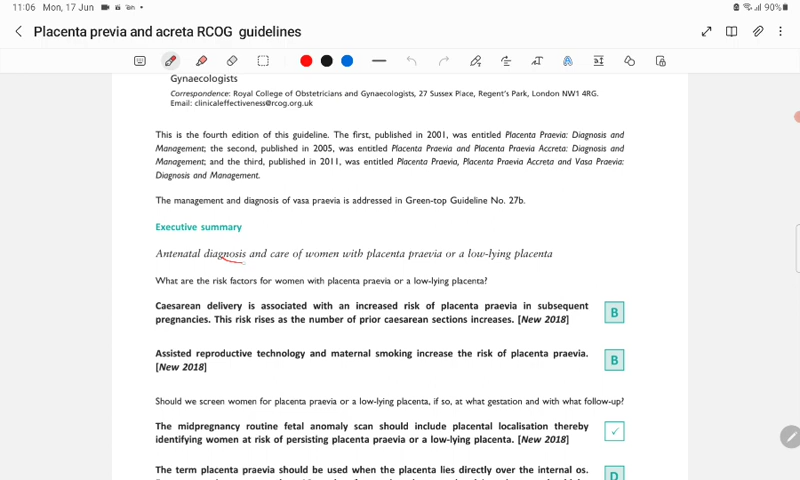 11:06 Mon, 17 Jun
90%
Placenta previa and acreta RCOG guidelines
Gynaecologists
Correspondence: Royal College of Obstetricians and Gynaecologists, 27 Sussex Place, Regent's Park, London NW1 4RG.
Email: clinicaleffectiveness@rcog.org.uk
This is the fourth edition of this guideline. The first, published in 2001, was entitled Placenta Praevia: Diagnosis and
Management; the second, published in 2005, was entitled Placenta Praevia and Placenta Praevia Accreta: Diagnosis and
Management; and the third, published in 2011, was entitled Placenta Praevia, Placenta Praevia Accreta and Vasa Praevia:
Diagnosis and Management.
The management and diagnosis of vasa praevia is addressed in Green-top Guideline No. 27b.
Executive summary
Antenatal diagnosis and care of women with placenta praevia or a low-lying placenta
What are the risk factors for women with placenta praevia or a low-lying placenta?
Caesarean delivery is associated with an increased risk of placenta praevia in subsequent
pregnancies. This risk rises as the number of prior caesarean sections increases. [New 2018]
B
Assisted reproductive technology and maternal smoking increase the risk of placenta praevia.
[New 2018]
B
Should we screen women for placenta praevia or a low-lying placenta, if so, at what gestation and with what follow-up?
The midpregnancy routine fetal anomaly scan should include placental localisation thereby
identifying women at risk of persisting placenta praevia or a low-lying placenta. [New 2018]
✓
The term placenta praevia should be used when the placenta lies directly over the internal os.
D